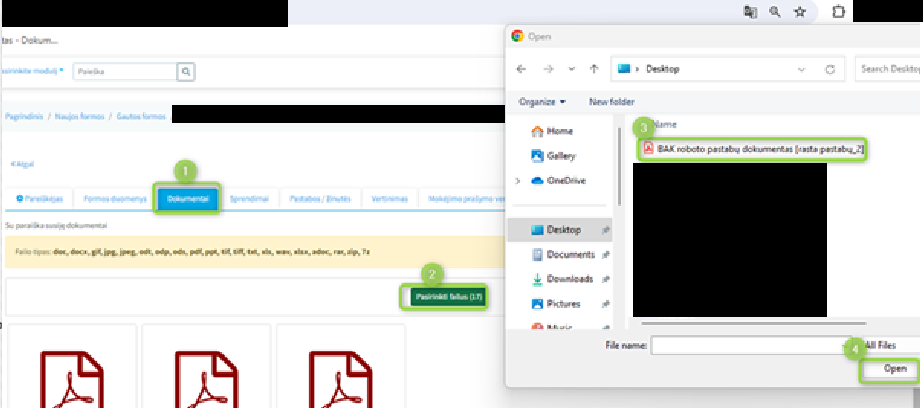 tas - Dokum...
Open
asirinkite modulį
Paieška
Desktop
Search Desktop
Organize
New folder
Pagrindinis / Naujos formos / Gautos formos
3
Name
Home
BAK roboto pastabų dokumentas [rasta pastabų_2]
Gallery
< Atgal
1
OneDrive
Pareiškėjas
Formos duomenys
Dokumentai
Sprendimai
Pastabos / žinutės
Vertinimas
Mokėjimo prašymo ver
Su paraiška susiję dokumentai
Desktop
Failo tipas: doc, docx, gif, jpg, jpeg, odt, odp, ods, pdf, ppt, tif, tiff, txt, xls, wav, xlsx, adoc, rar, zip, 7z
Documents
2
Downloads
Pasirinkti failus (17)
Pictures
Music
File name:
4
All Files
Open